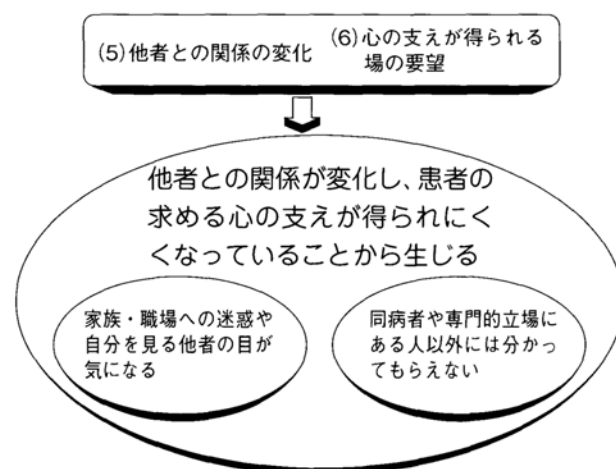 (5)他者との関係の変化
(6)心の支えが得られる
場の要望
他者との関係が変化し、患者の
求める心の支えが得られにく
くなっていることから生じる
家族・職場への迷惑や
自分を見る他者の目が
気になる
同病者や専門的立場に
ある人以外には分かっ
てもらえない